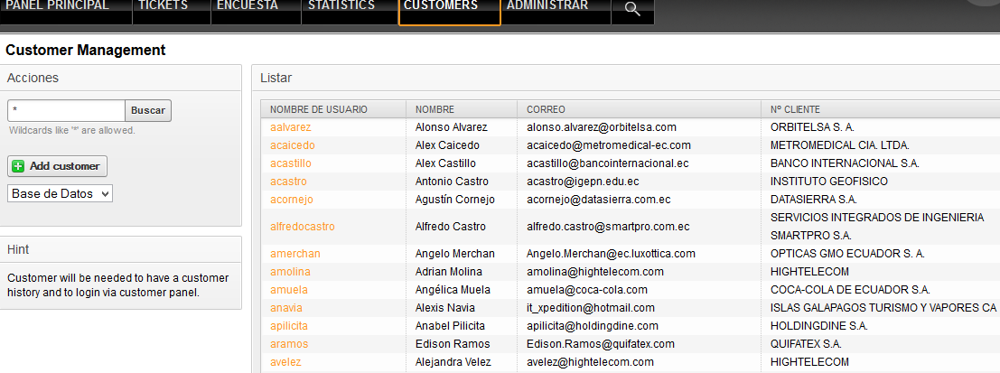 PANEL PRINCIPAL TICKETS ENCUESTA STATISTICS CUSTOMERS ADMINISTRAR
Customer Management
Acciones
* Buscar
Wildcards like '*' are allowed.
Add customer
Base de Datos
Hint
Customer will be needed to have a customer
history and to login via customer panel.
Listar
NOMBRE DE USUARIO NOMBRE CORREO Nº CLIENTE
aalvarez Alonso Alvarez alonso.alvarez@orbitelsa.com ORBITELSA S. A.
acaicedo Alex Caicedo acaicedo@metromedical-ec.com METROMEDICAL CIA. LTDA.
acastillo Alex Castillo acastillo@bancointernacional.ec BANCO INTERNACIONAL S.A.
acastro Antonio Castro acastro@igepn.edu.ec INSTITUTO GEOFISICO
acornejo Agustín Cornejo acornejo@datasierra.com.ec DATASIERRA S.A.
alfredocastro Alfredo Castro alfredo.castro@smartpro.com.ec SERVICIOS INTEGRADOS DE INGENIERIA
SMARTPRO S.A.
amerchan Angelo Merchan Angelo.Merchan@ec.luxottica.com OPTICAS GMO ECUADOR S. A.
amolina Adrian Molina amolina@hightelecom.com HIGHTELECOM
amuela Angélica Muela amuela@coca-cola.com COCA-COLA DE ECUADOR S.A.
anavia Alexis Navia it_xpedition@hotmail.com ISLAS GALAPAGOS TURISMO Y VAPORES CA
apilicita Anabel Pilicita apilicita@holdingdine.com HOLDINGDINE S.A.
aramos Edison Ramos Edison.Ramos@quifatex.com QUIFATEX S.A.
avelez Alejandra Velez avelez@hightelecom.com HIGHTELECOM